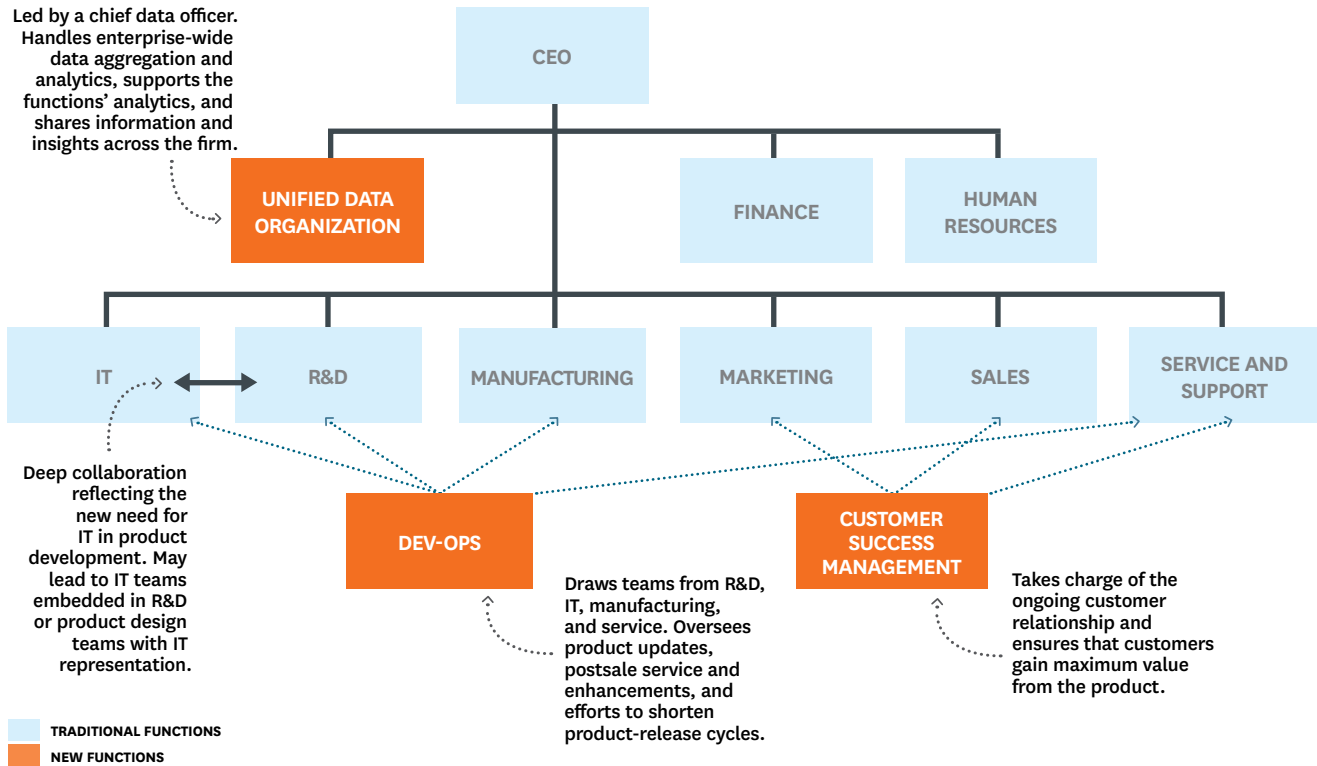 Led by a chief data officer.
Handles enterprise-wide
data aggregation and
analytics, supports the
functions’ analytics, and
shares information and
insights across the firm.
CEO
UNIFIED DATA
ORGANIZATION
FINANCE
HUMAN
RESOURCES
IT
R&D
MANUFACTURING
MARKETING
SALES
SERVICE AND
SUPPORT
Deep collaboration
reflecting the
new need for
IT in product
development. May
lead to IT teams
embedded in R&D
or product design
teams with IT
representation.
DEV-OPS
Draws teams from R&D,
IT, manufacturing,
and service. Oversees
product updates,
postsale service and
enhancements, and
efforts to shorten
product-release cycles.
CUSTOMER
SUCCESS
MANAGEMENT
Takes charge of the
ongoing customer
relationship and
ensures that customers
gain maximum value
from the product.
TRADITIONAL FUNCTIONS
NEW FUNCTIONS